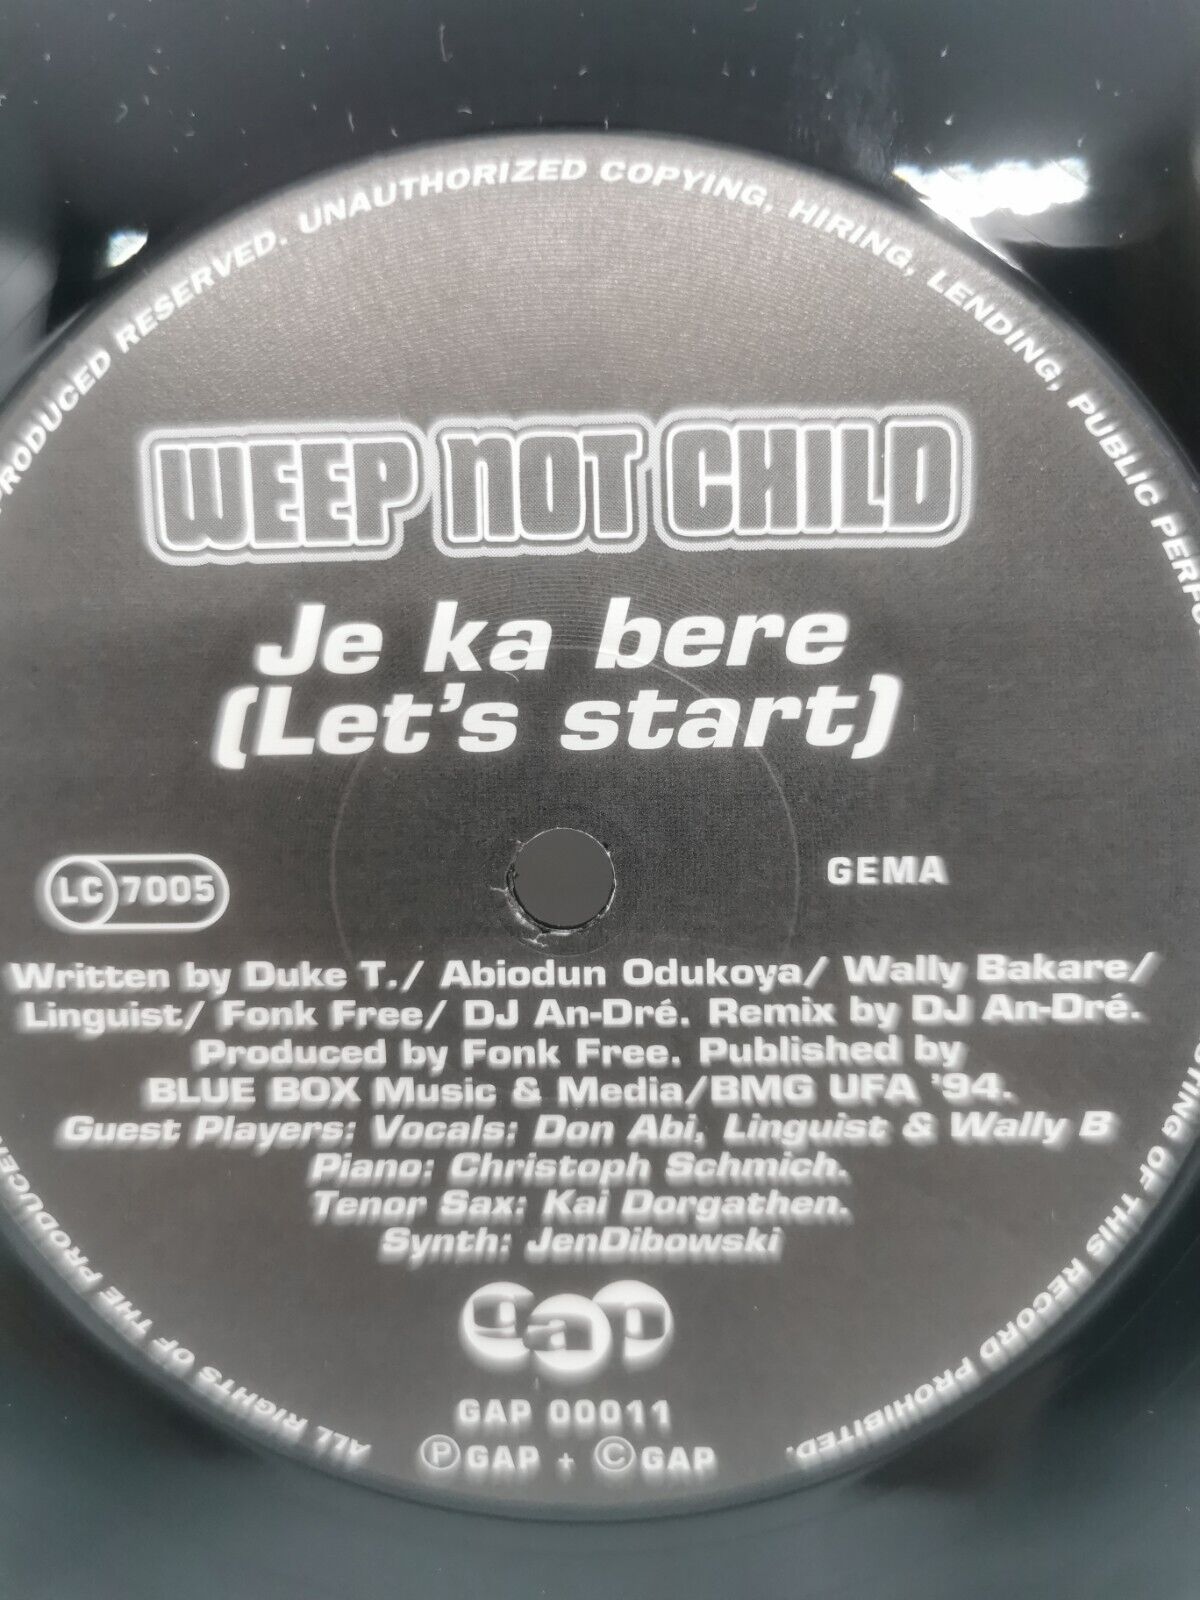 ALL RIGHTS OF THE PRODUCER
PRODUCED RESERVED. UNAUTHORIZED COPYING, HIRING, LENDING, PUBLIC PERFO
TING OF THIS RECORD PROHIBITED.
WEEP NOT CHILD
Je ka bere
(Let's start)
LC 7005
GEMA
Written by Duke T./ Abiodun Odukoya/ Wally Bakare/
Linguist/ Fonk Free/ DJ An-Dré. Remix by DJ An-Dré.
Produced by Fonk Free. Published by
BLUE BOX Music & Media/BMG UFA '94.
Guest Players: Vocals: Don Abi, Linguist & Wally B
Piano: Christoph Schmich.
Tenor Sax: Kai Dorgathen.
Synth: JenDibowski
gap
GAP 00011
ⓅGAP + ©GAP